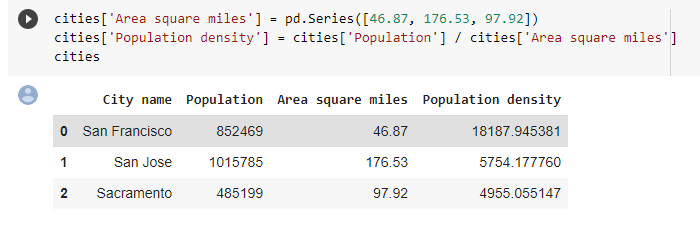 cities['Area square miles'] = pd.Series([46.87, 176.53, 97.92])
cities['Population density'] = cities['Population'] / cities['Area square miles']
cities
City name Population Area square miles Population density
0 San Francisco 852469 46.87 18187.945381
1 San Jose 1015785 176.53 5754.177760
2 Sacramento 485199 97.92 4955.055147